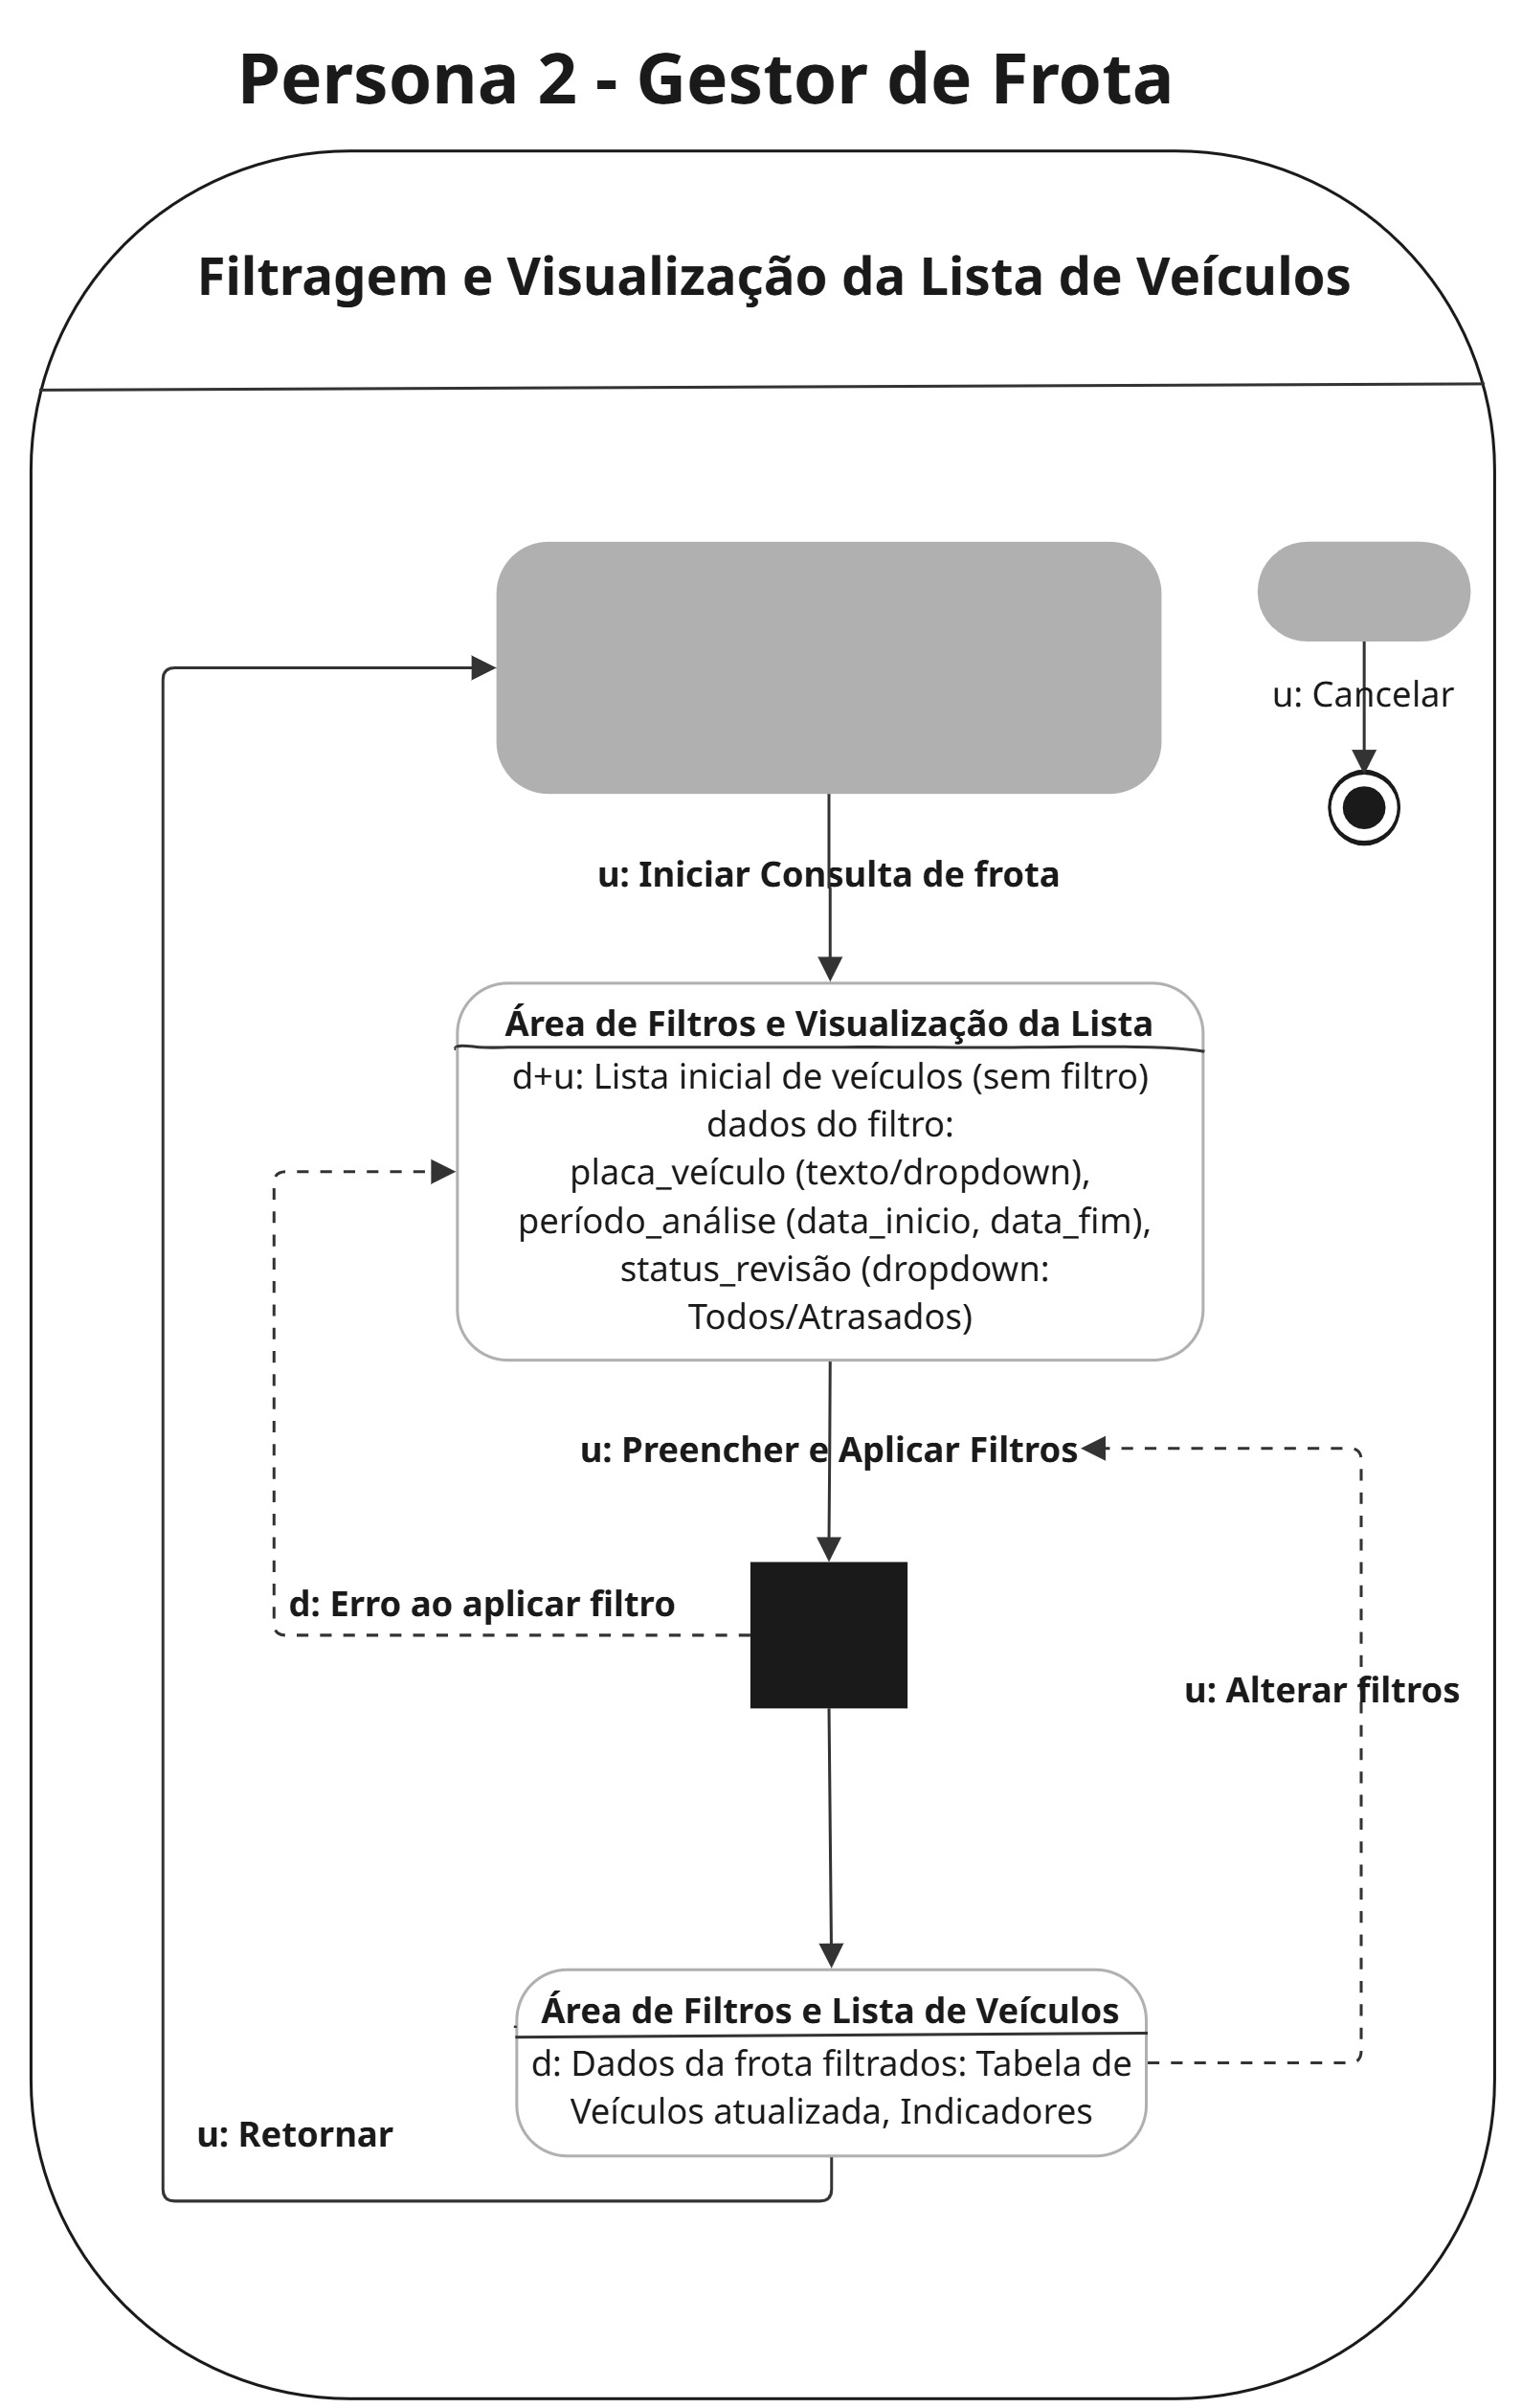 Persona 2 - Gestor de Frota
Filtragem e Visualização da Lista de Veículos
u: Cancelar
u: Iniciar Consulta de frota
Área de Filtros e Visualização da Lista
d+u: Lista inicial de veículos (sem filtro)
dados do filtro:
placa_veículo (texto/dropdown),
período_análise (data_inicio, data_fim),
status_revisão (dropdown:
Todos/Atrasados)
u: Preencher e Aplicar Filtros
d: Erro ao aplicar filtro
u: Alterar filtros
Área de Filtros e Lista de Veículos
d: Dados da frota filtrados: Tabela de
Veículos atualizada, Indicadores
u: Retornar